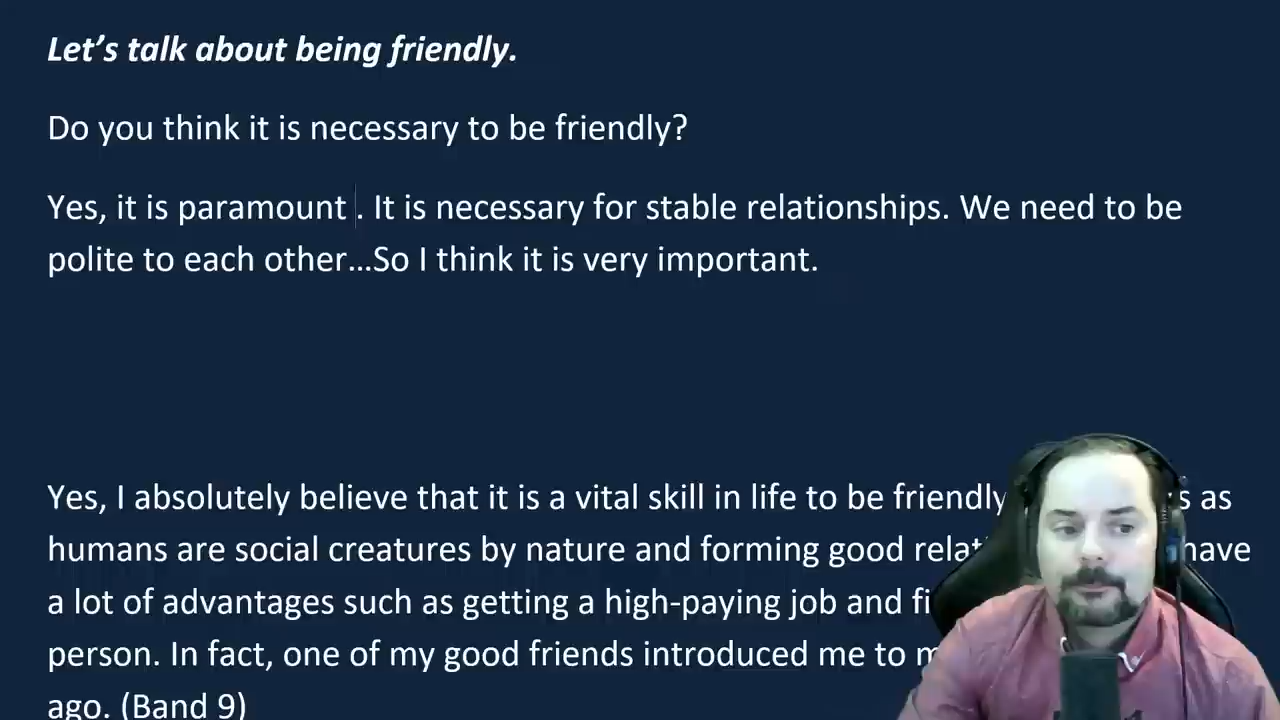 Let's talk about being friendly.
Do you think it is necessary to be friendly?
Yes, it is paramount . It is necessary for stable relationships. We need to be
polite to each other...So I think it is very important.
Yes, I absolutely believe that it is a vital skill in life to be friendly as
humans are social creatures by nature and forming good have
a lot of advantages such as getting a high-paying job and
person. In fact, one of my good friends introduced me to
ago. (Band 9)